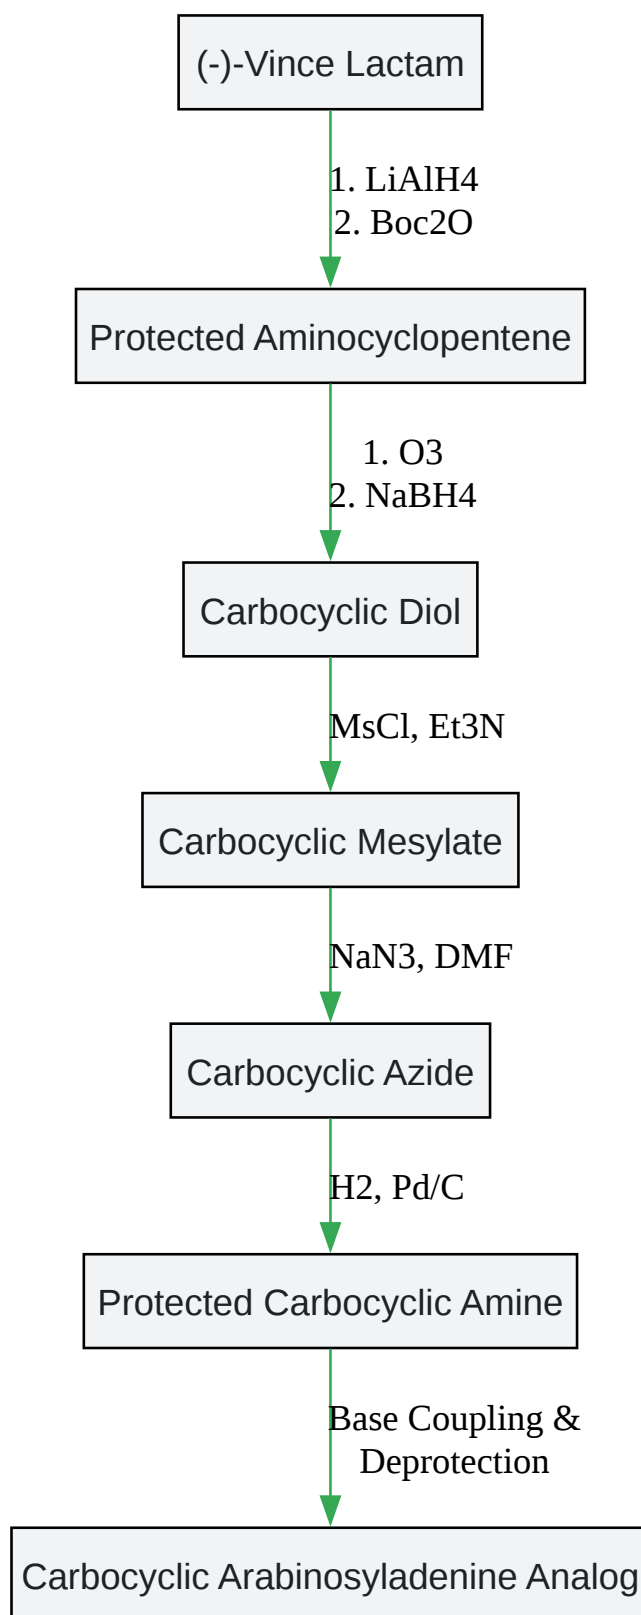 (-)-Vince Lactam
1. LiAlH4
2. Boc2O
Protected Aminocyclopentene
1. O3
2. NaBH4
Carbocyclic Diol
MsCl, Et3N
Carbocyclic Mesylate
NaN3, DMF
Carbocyclic Azide
H2, Pd/C
Protected Carbocyclic Amine
Base Coupling &
Deprotection
Carbocyclic Arabinosyladenine Analog